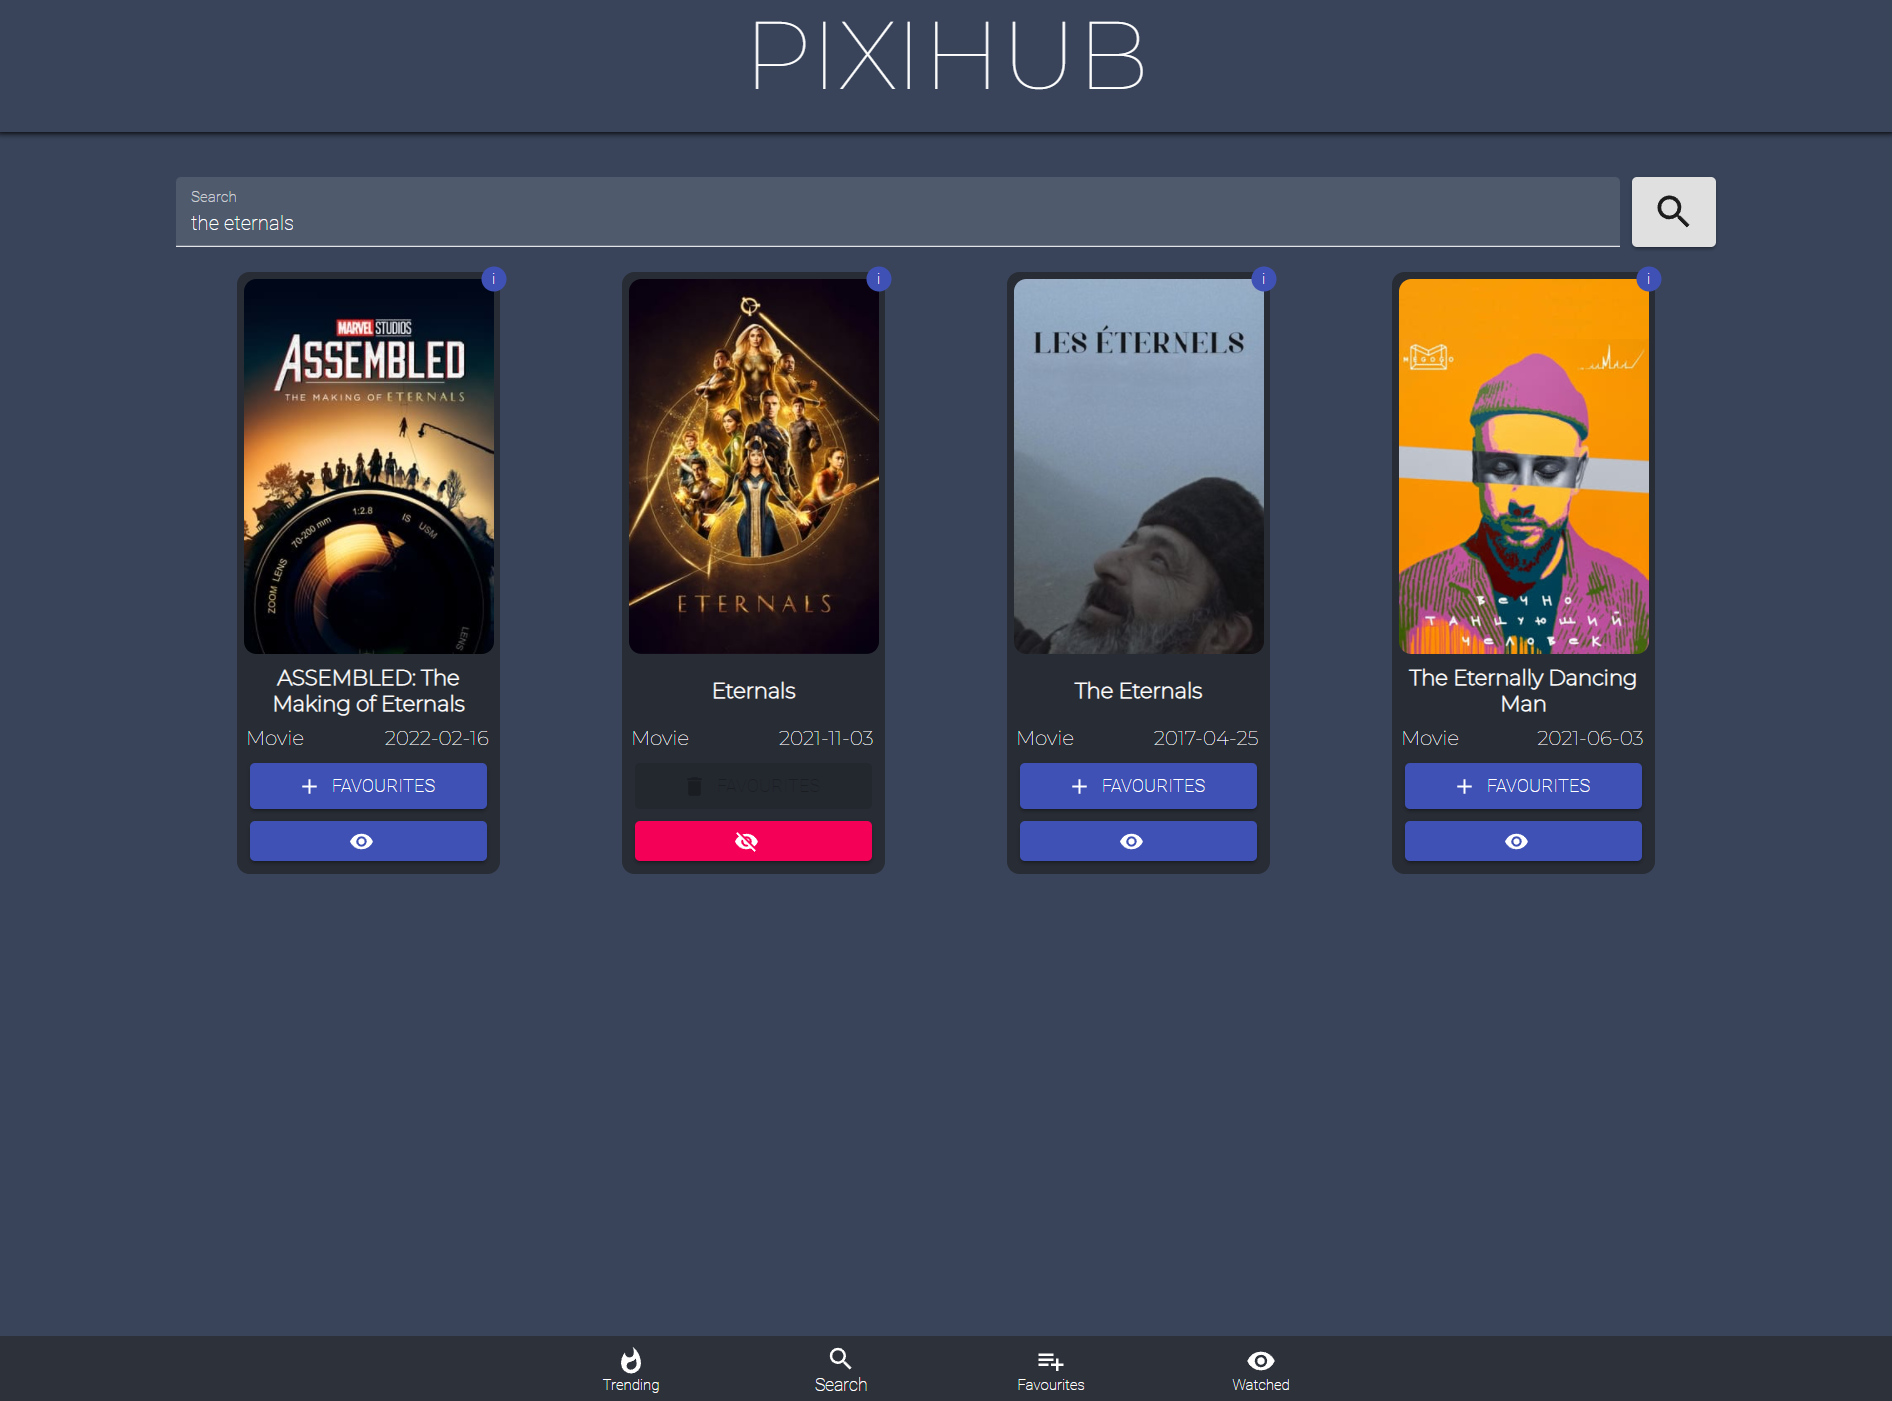 PIXIHUB
Search
the eternals
i
MARVEL STUDIOS
ASSEMBLED
THE MAKING OF ETERNALS
1:2.8
70-200 mm
IS
USM
ZOOM LENS
LENS
ASSEMBLED: The
Making of Eternals
Movie 2022-02-16
+ FAVOURITES
i
ETERNALS
Eternals
Movie 2021-11-03
FAVOURITES
i
LES ÉTERNELS
The Eternals
Movie 2017-04-25
+ FAVOURITES
i
MEGOGO
ВЕЧНО
ТАНЦУЮЩИЙ
ЧЕЛОВЕК
The Eternally Dancing
Man
Movie 2021-06-03
+ FAVOURITES
Trending
Search
Favourites
Watched